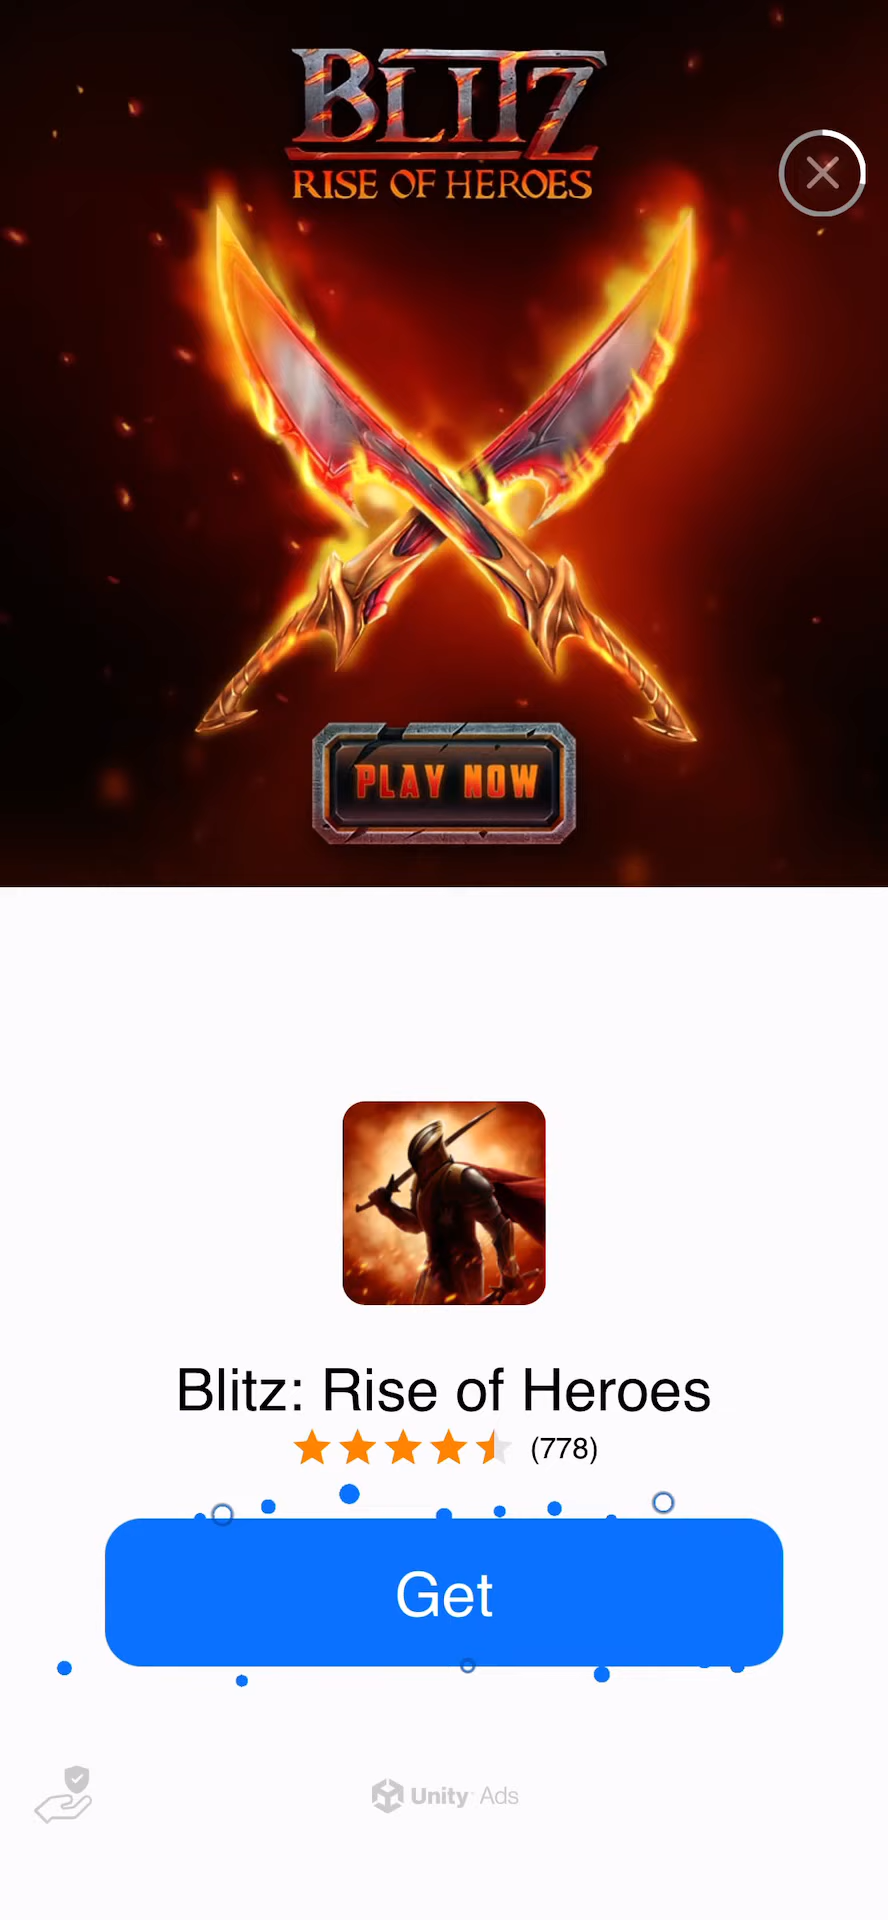 BLITZ
RISE OF HEROES
PLAY NOW
Blitz: Rise of Heroes
(778)
Get
Unity Ads